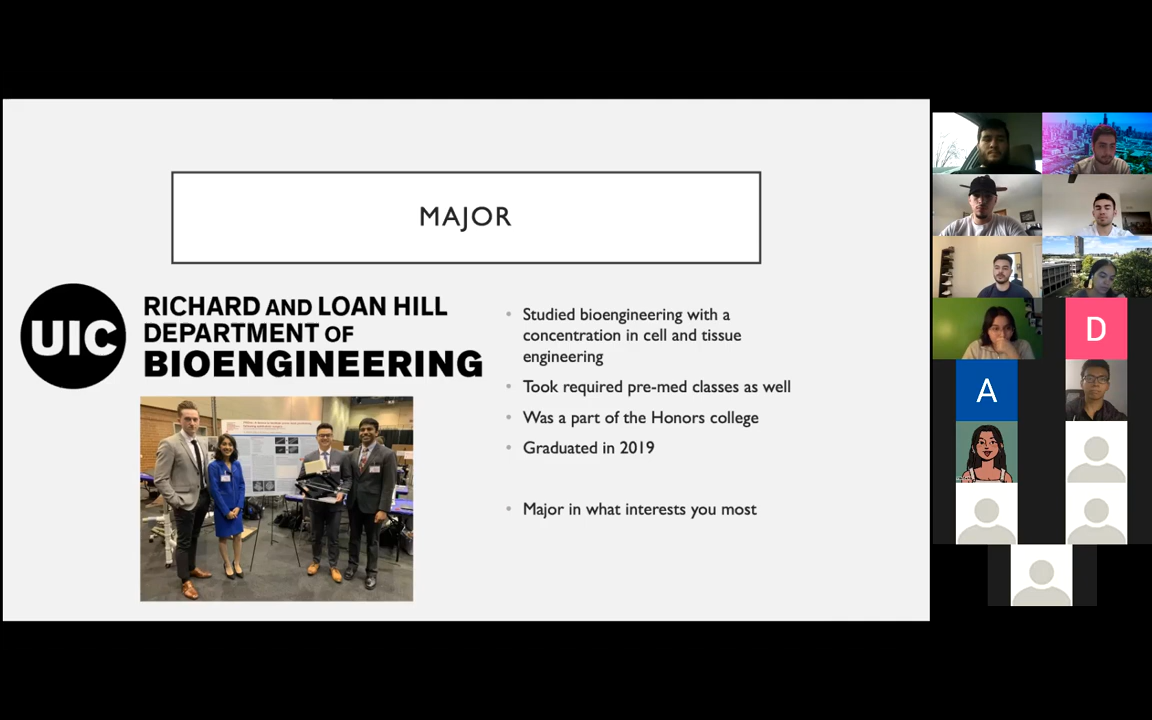 MAJOR
UIC
RICHARD AND LOAN HILL
DEPARTMENT OF
BIOENGINEERING
Studied bioengineering with a
concentration in cell and tissue
engineering
Took required pre-med classes as well
Was a part of the Honors college
Graduated in 2019
Major in what interests you most
D
A